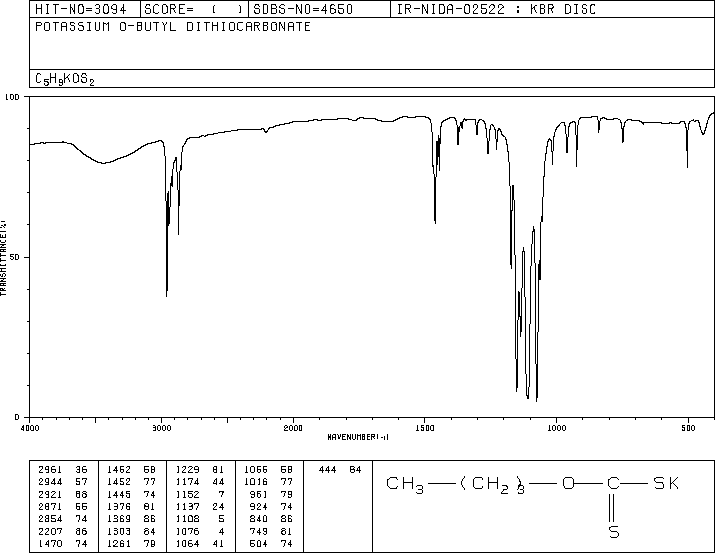 HIT-NO=3094 SCORE= ( ) SDBS-NO=4650 IR-NIDA-02522 : KBR DISC
POTASSIUM O-BUTYL DITHIOCARBONATE
C5H9KOS2
100
50
0
TRANSMITTANCE(%)
4000 3000 2000 1500 1000 500
WAVENUMBER(-1)
2961 36 1462 58 1229 81 1066 58 444 84
2944 57 1452 77 1174 44 1016 77
2921 68 1445 74 1152 7 961 79
2871 55 1376 81 1137 24 924 74
2854 74 1369 86 1108 5 840 86
2207 86 1303 84 1076 4 749 81
1470 74 1261 79 1064 41 504 74
CH3 (CH2)3 O C SK
S